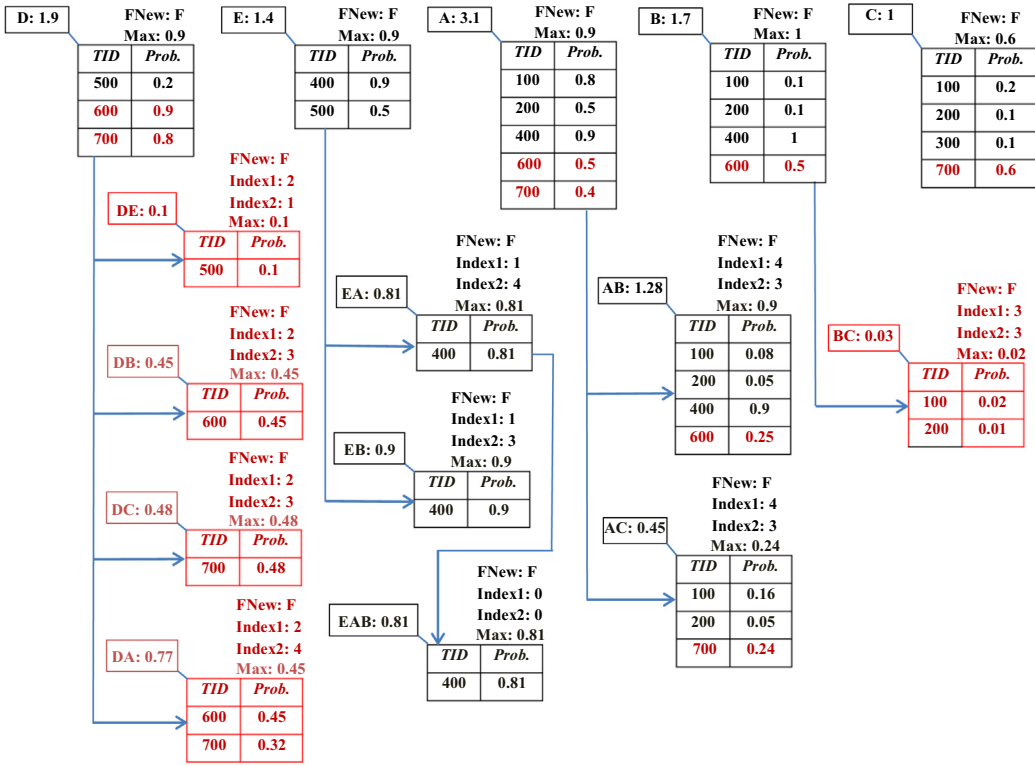 D: 1.9
FNew: F
Max: 0.9
TID Prob.
500 0.2
600 0.9
700 0.8
E: 1.4
FNew: F
Max: 0.9
TID Prob.
400 0.9
500 0.5
A: 3.1
FNew: F
Max: 0.9
TID Prob.
100 0.8
200 0.5
400 0.9
600 0.5
700 0.4
B: 1.7
FNew: F
Max: 1
TID Prob.
100 0.1
200 0.1
400 1
600 0.5
C: 1
FNew: F
Max: 0.6
TID Prob.
100 0.2
200 0.1
300 0.1
700 0.6
DE: 0.1
FNew: F
Index1: 2
Index2: 1
Max: 0.1
TID Prob.
500 0.1
DB: 0.45
FNew: F
Index1: 2
Index2: 3
Max: 0.45
TID Prob.
600 0.45
DC: 0.48
FNew: F
Index1: 2
Index2: 3
Max: 0.48
TID Prob.
700 0.48
DA: 0.77
FNew: F
Index1: 2
Index2: 4
Max: 0.45
TID Prob.
600 0.45
700 0.32
EA: 0.81
FNew: F
Index1: 1
Index2: 4
Max: 0.81
TID Prob.
400 0.81
EB: 0.9
FNew: F
Index1: 1
Index2: 3
Max: 0.9
TID Prob.
400 0.9
EAB: 0.81
FNew: F
Index1: 0
Index2: 0
Max: 0.81
TID Prob.
400 0.81
AB: 1.28
FNew: F
Index1: 4
Index2: 3
Max: 0.9
TID Prob.
100 0.08
200 0.05
400 0.9
600 0.25
AC: 0.45
FNew: F
Index1: 4
Index2: 3
Max: 0.24
TID Prob.
100 0.16
200 0.05
700 0.24
BC: 0.03
FNew: F
Index1: 3
Index2: 3
Max: 0.02
TID Prob.
100 0.02
200 0.01